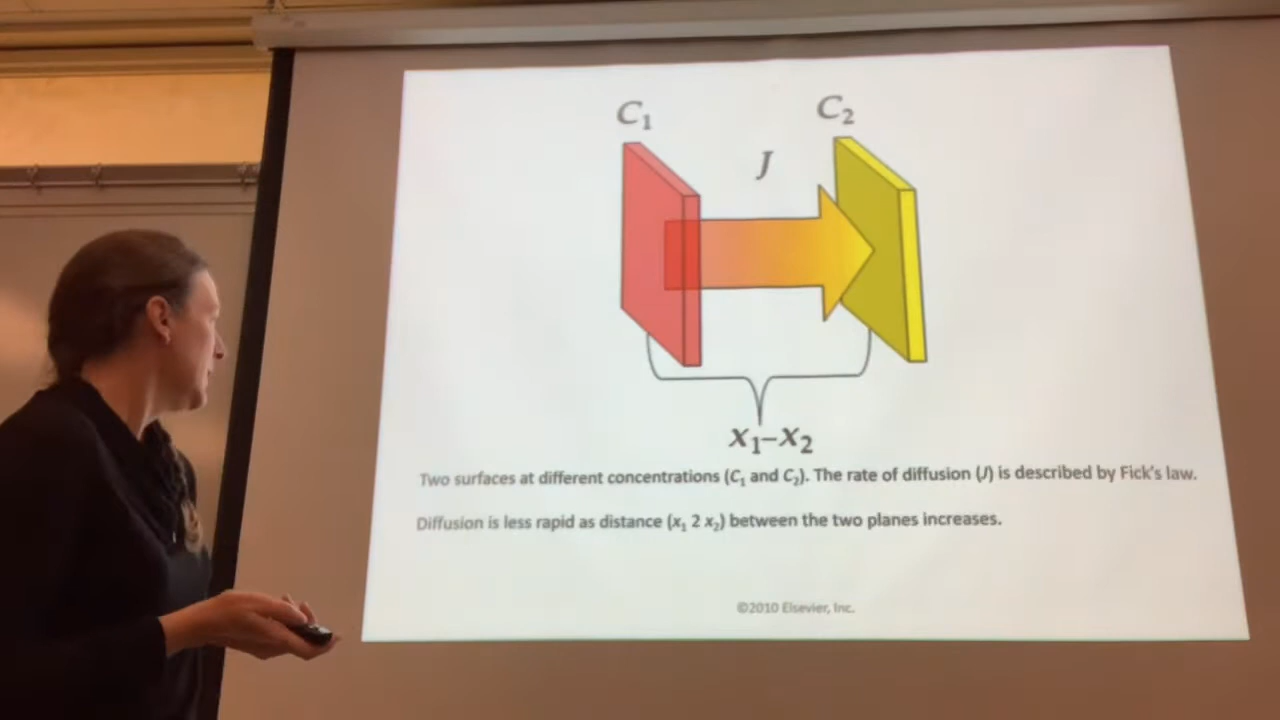 C₁ C₂
J
x₁–x₂
Two surfaces at different concentrations (C₁ and C₂). The rate of diffusion (J) is described by Fick's law.
Diffusion is less rapid as distance (x₁ 2 x₂) between the two planes increases.
©2010 Elsevier, Inc.